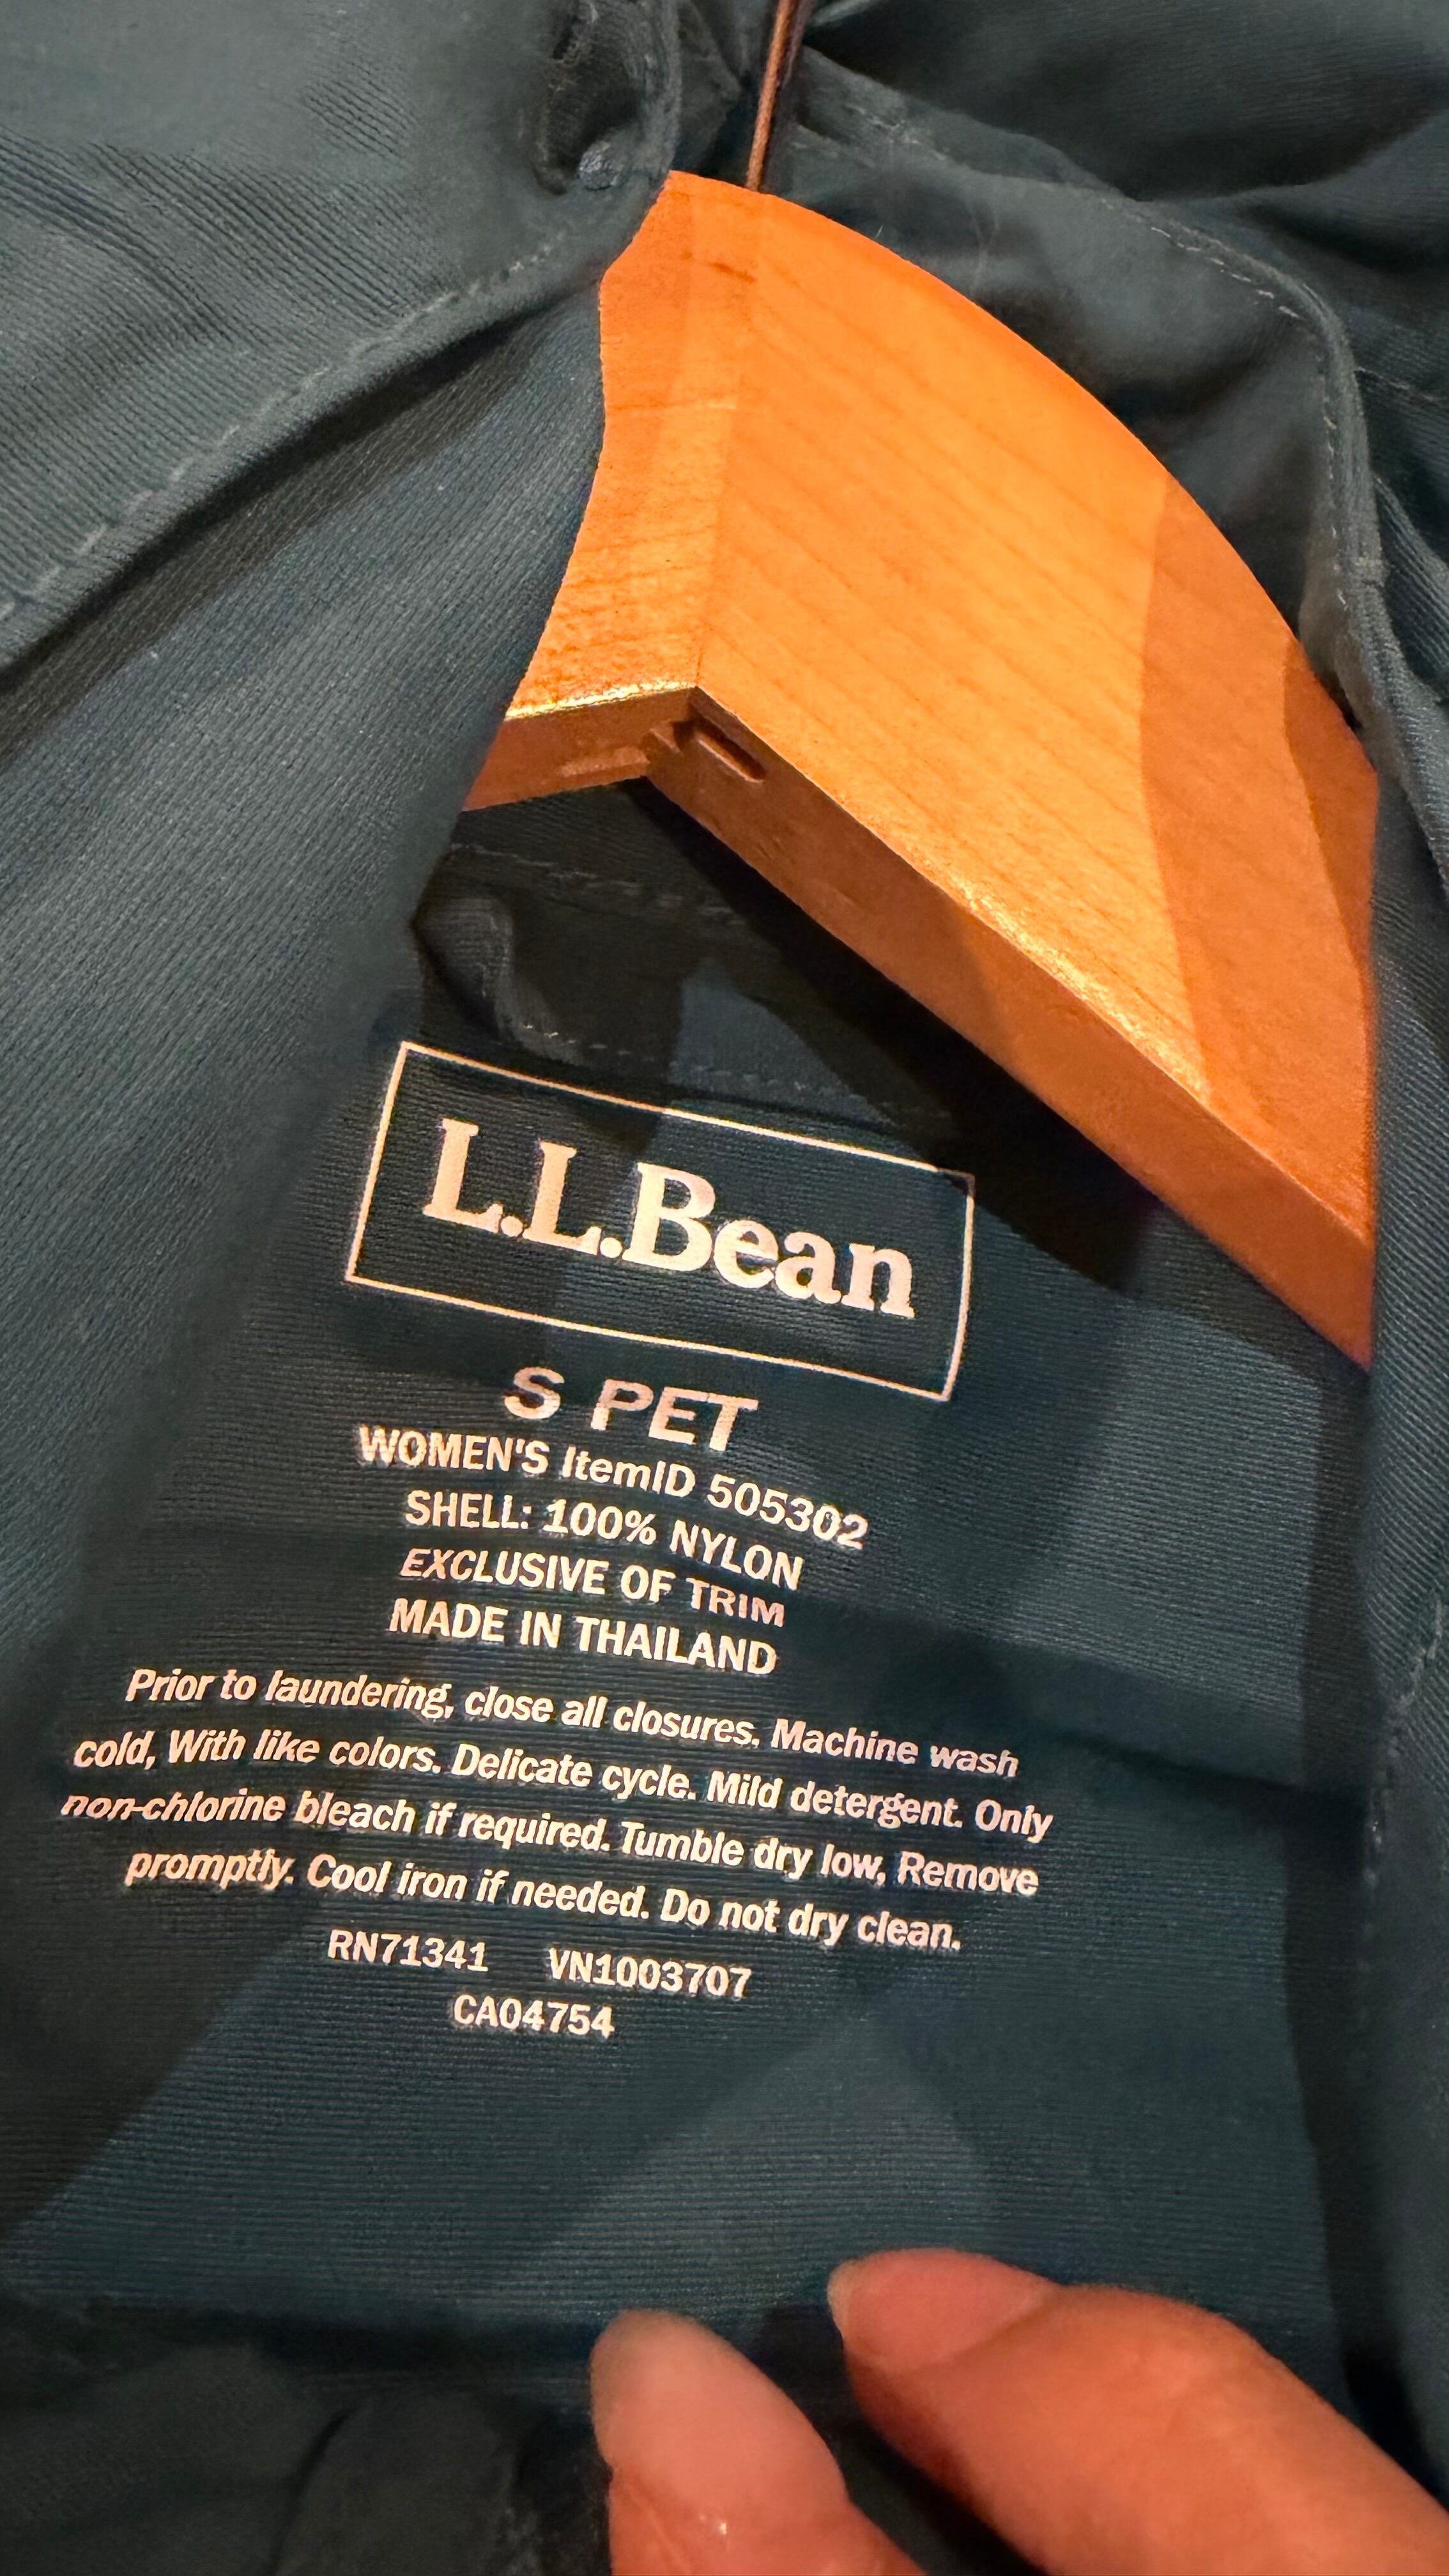 L.L.Bean
S PET
WOMEN'S ItemID 505302
SHELL: 100% NYLON
EXCLUSIVE OF TRIM
MADE IN THAILAND
Prior to laundering, close all closures. Machine wash
cold, With like colors. Delicate cycle. Mild detergent. Only
non-chlorine bleach if required. Tumble dry low, Remove
promptly. Cool iron if needed. Do not dry clean.
RN71341 VN1003707
CA04754